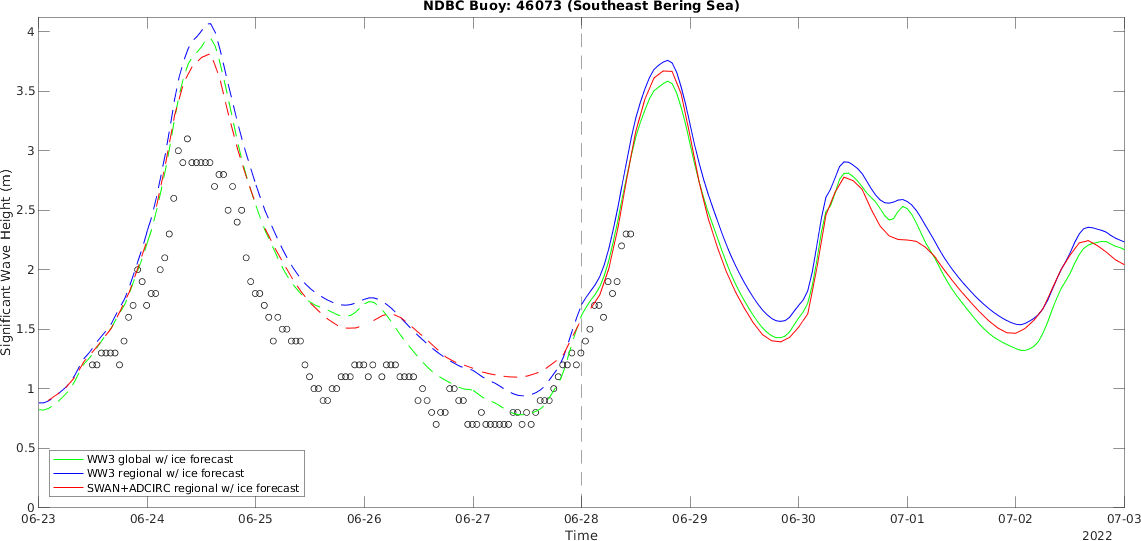 NDBC Buoy: 46073 (Southeast Bering Sea)
Significant Wave Height (m)
4
3.5
3
2.5
2
1.5
1
0.5
0
WW3 global w/ ice forecast
WW3 regional w/ ice forecast
SWAN+ADCIRC regional w/ ice forecast
06-23 06-24 06-25 06-26 06-27 06-28 06-29 06-30 07-01 07-02 07-03
Time
2022